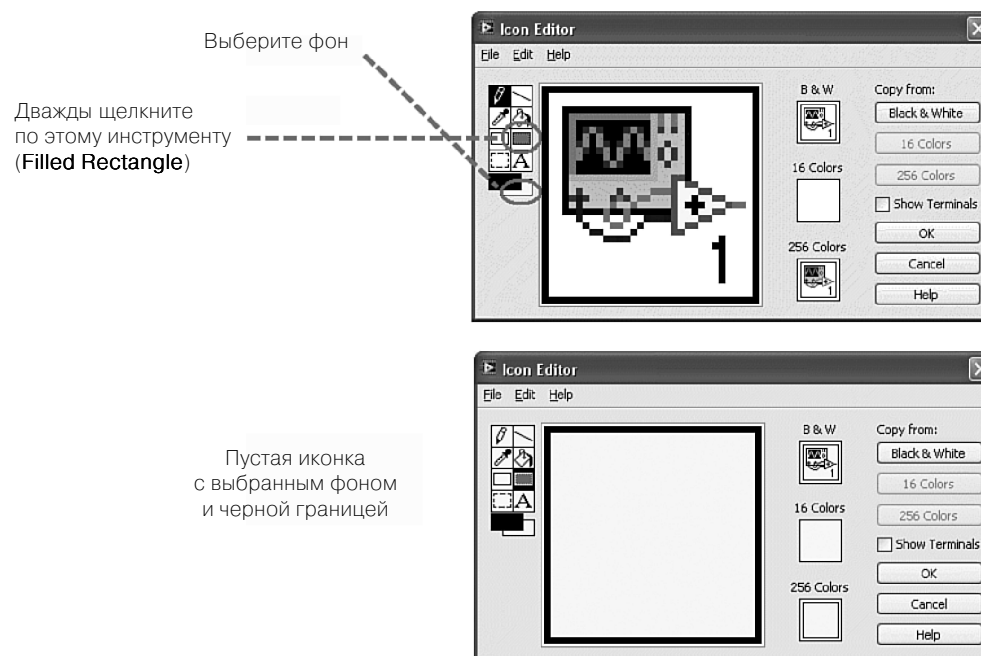 Выберите фон
Дважды щелкните
по этому инструменту
(Filled Rectangle)
Icon Editor
File Edit Help
A
1
B & W
1
16 Colors
256 Colors
1
Copy from:
Black & White
16 Colors
256 Colors
Show Terminals
OK
Cancel
Help
Пустая иконка
с выбранным фоном
и черной границей
Icon Editor
File Edit Help
A
B & W
1
16 Colors
256 Colors
Copy from:
Black & White
16 Colors
256 Colors
Show Terminals
OK
Cancel
Help